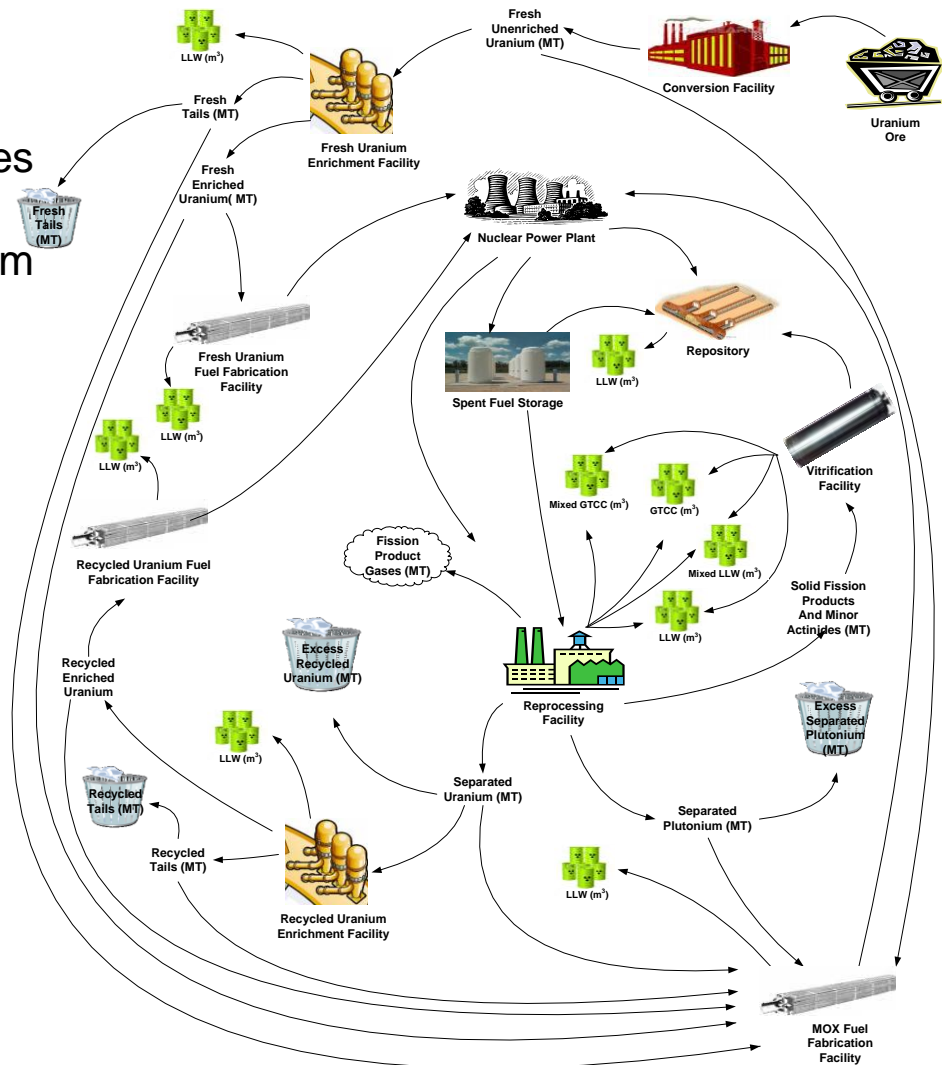 Fresh
Unenriched
Uranium (MT)
LLW (m³)
Conversion Facility
Uranium
Ore
Fresh
Tails (MT)
Fresh Uranium
Enrichment Facility
es
Fresh
Enriched
Uranium( MT)
Fresh
Tails
(MT)
um
Nuclear Power Plant
Fresh Uranium
Fuel Fabrication
Facility
Repository
LLW (m³)
Spent Fuel Storage
LLW (m³)
LLW (m³)
Vitrification
Facility
Mixed GTCC (m³)
GTCC (m³)
Recycled Uranium Fuel
Fabrication Facility
Fission
Product
Gases (MT)
Mixed LLW (m³)
Solid Fission
Products
And Minor
Actinides (MT)
LLW (m³)
Excess
Recycled
Uranium (MT)
Recycled
Enriched
Uranium
Reprocessing
Facility
Excess
Separated
Plutonium
(MT)
LLW (m³)
Separated
Uranium (MT)
Recycled
Tails (MT)
Separated
Plutonium (MT)
Recycled
Tails (MT)
LLW (m³)
Recycled Uranium
Enrichment Facility
MOX Fuel
Fabrication
Facility